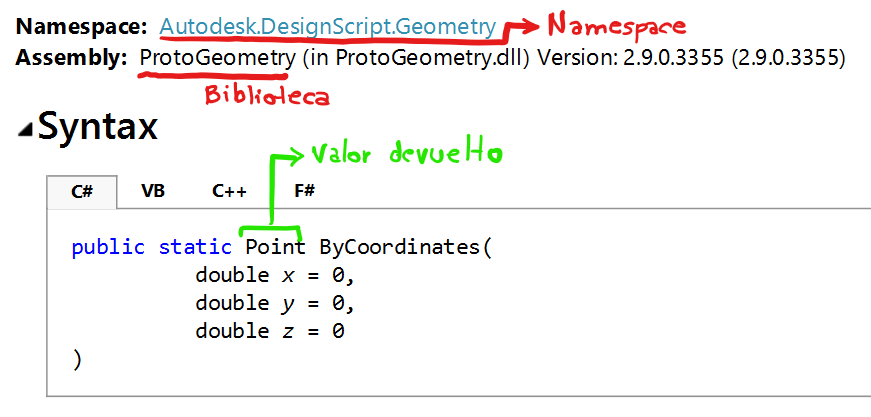 Namespace: Autodesk.DesignScript.Geometry → Namespace
Assembly: ProtoGeometry (in ProtoGeometry.dll) Version: 2.9.0.3355 (2.9.0.3355)
Biblioteca
Syntax
Valor devuelto
C# VB C++ F#
public static Point ByCoordinates(
double x = 0,
double y = 0,
double z = 0
)